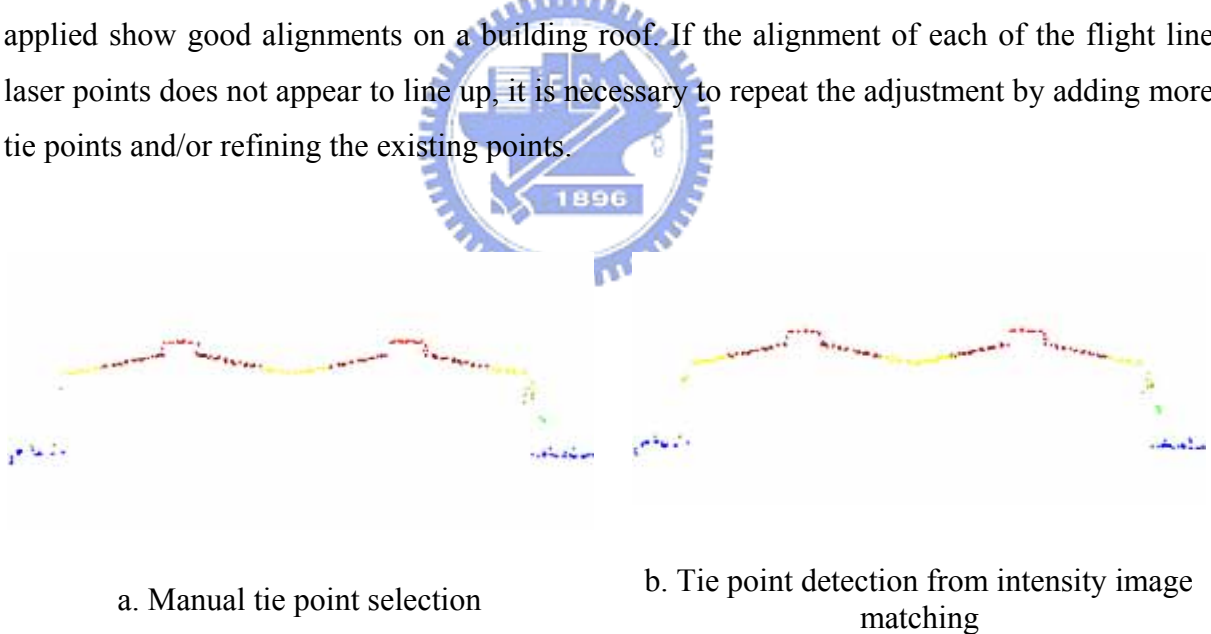 applied show good alignments on a building roof. If the alignment of each of the flight line
laser points does not appear to line up, it is necessary to repeat the adjustment by adding more
tie points and/or refining the existing points.
1896
a. Manual tie point selection
b. Tie point detection from intensity image
matching